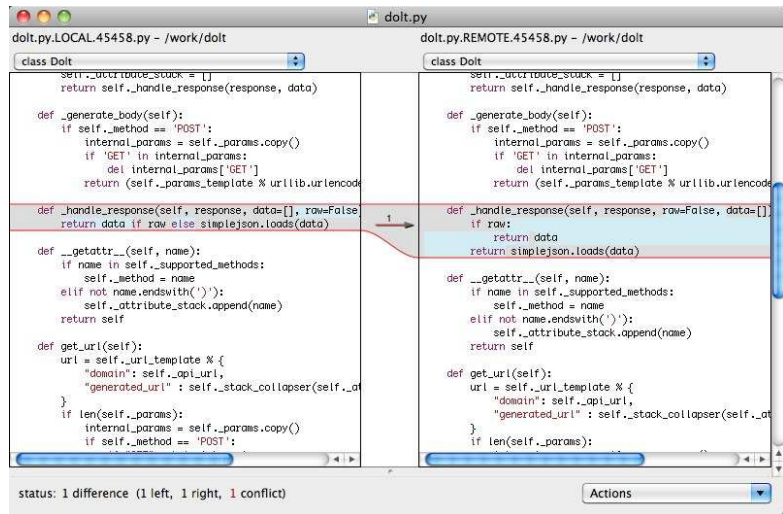 dolt.py
dolt.py.LOCAL.45458.py - /work/dolt
class DoIt
self._attribute_stack = []
return self._handle_response(response, data)
def _generate_body(self):
if self._method == 'POST':
internal_params = self._params.copy()
if 'GET' in internal_params:
del internal_params['GET']
return (self._params_template % urllib.urlencode
def _handle_response(self, response, data=[], raw=False
return data if raw else simplejson.loads(data)
def __getattr__(self, name):
if name in self._supported_methods:
self._method = name
elif not name.endswith(')'):
self._attribute_stack.append(name)
return self
def get_url(self):
url = self._url_template % {
"domain": self._api_url,
"generated_url" : self._stack_collapser(self._at
}
if len(self._params):
internal_params = self._params.copy()
if self._method == 'POST':
1
dolt.py.REMOTE.45458.py - /work/dolt
class DoIt
self._attribute_stack = []
return self._handle_response(response, data)
def _generate_body(self):
if self._method == 'POST':
internal_params = self._params.copy()
if 'GET' in internal_params:
del internal_params['GET']
return (self._params_template % urllib.urlencode
def _handle_response(self, response, raw=False, data=[])
if raw:
return data
return simplejson.loads(data)
def __getattr__(self, name):
if name in self._supported_methods:
self._method = name
elif not name.endswith(')'):
self._attribute_stack.append(name)
return self
def get_url(self):
url = self._url_template % {
"domain": self._api_url,
"generated_url" : self._stack_collapser(self._at
}
if len(self._params):
status: 1 difference (1 left, 1 right, 1 conflict)
Actions